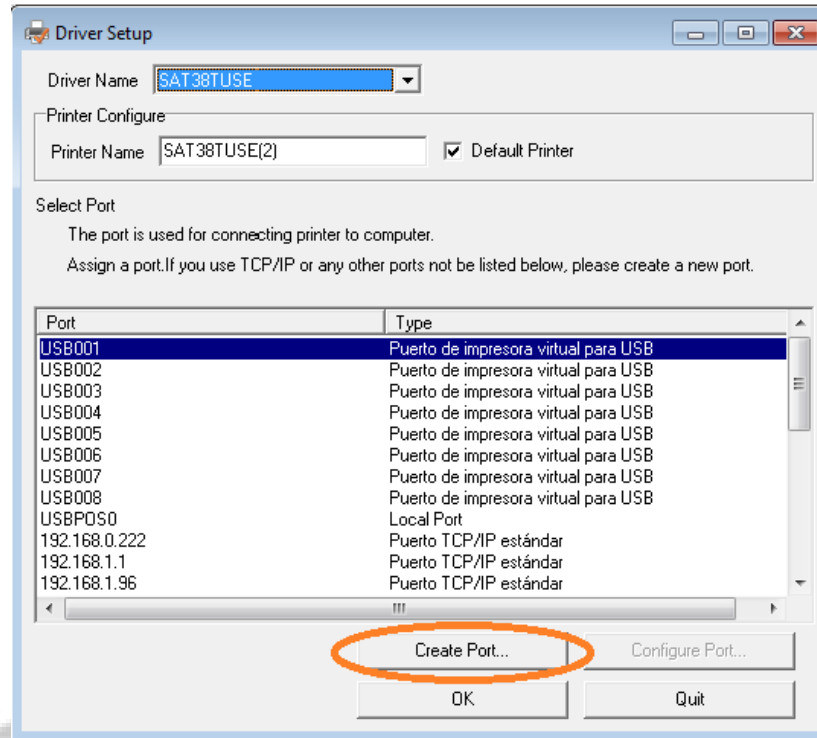 Driver Setup
Driver Name SAT38TUSE
Printer Configure
Printer Name SAT38TUSE(2) Default Printer
Select Port
The port is used for connecting printer to computer.
Assign a port.If you use TCP/IP or any other ports not be listed below, please create a new port.
Port Type
USB001 Puerto de impresora virtual para USB
USB002 Puerto de impresora virtual para USB
USB003 Puerto de impresora virtual para USB
USB004 Puerto de impresora virtual para USB
USB005 Puerto de impresora virtual para USB
USB006 Puerto de impresora virtual para USB
USB007 Puerto de impresora virtual para USB
USB008 Puerto de impresora virtual para USB
USBPOS0 Local Port
192.168.0.222 Puerto TCP/IP estándar
192.168.1.1 Puerto TCP/IP estándar
192.168.1.96 Puerto TCP/IP estándar
Create Port... Configure Port...
OK Quit